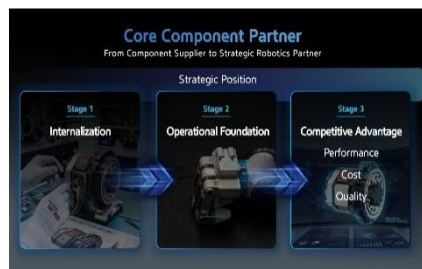 Core Component Partner
From Component Supplier to Strategic Robotics Partner
Strategic Position
Stage 1
Internalization
Stage 2
Operational Foundation
Stage 3
Competitive Advantage
Performance
Cost
Quality